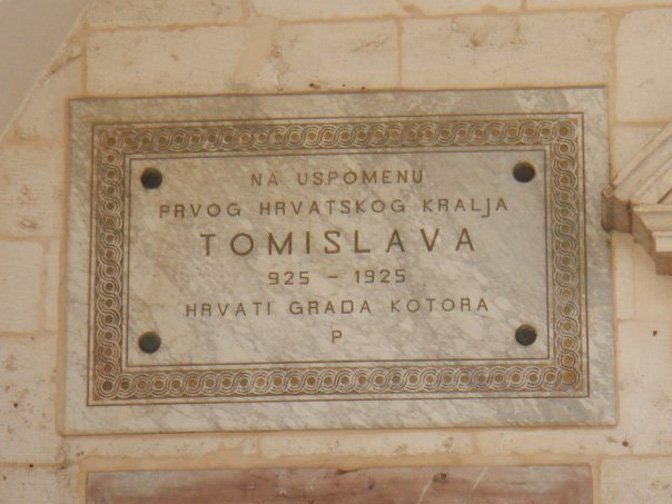 NA USPOMENU
PRVOG HRVATSKOG KRALJA
TOMISLAVA
925 - 1925
HRVATI GRADA KOTORA
P